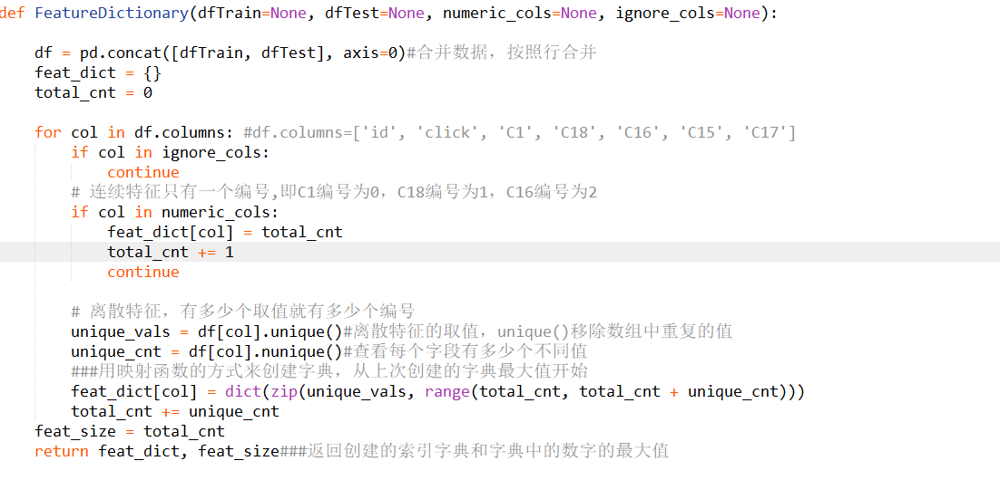 def FeatureDictionary(dfTrain=None, dfTest=None, numeric_cols=None, ignore_cols=None):
df = pd.concat([dfTrain, dfTest], axis=0)#合并数据，按照行合并
feat_dict = {}
total_cnt = 0
for col in df.columns: #df.columns=['id', 'click', 'C1', 'C18', 'C16', 'C15', 'C17']
if col in ignore_cols:
continue
# 连续特征只有一个编号,即C1编号为0，C18编号为1，C16编号为2
if col in numeric_cols:
feat_dict[col] = total_cnt
total_cnt += 1
continue
# 离散特征，有多少个取值就有多少个编号
unique_vals = df[col].unique()#离散特征的取值，unique()移除数组中重复的值
unique_cnt = df[col].nunique()#查看每个字段有多少个不同值
###用映射函数的方式来创建字典，从上次创建的字典最大值开始
feat_dict[col] = dict(zip(unique_vals, range(total_cnt, total_cnt + unique_cnt)))
total_cnt += unique_cnt
feat_size = total_cnt
return feat_dict, feat_size###返回创建的索引字典和字典中的数字的最大值